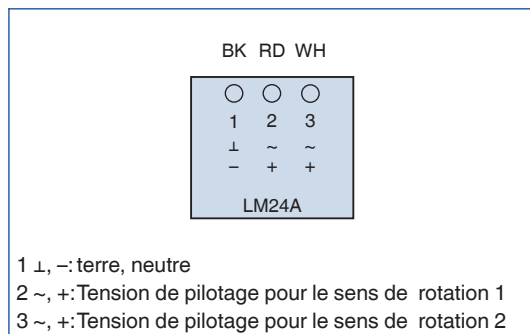 BK RD WH
1 2 3
⊥ ~ ~
– + +
LM24A
1 ⊥, –: terre, neutre
2 ~, +: Tension de pilotage pour le sens de rotation 1
3 ~, +: Tension de pilotage pour le sens de rotation 2